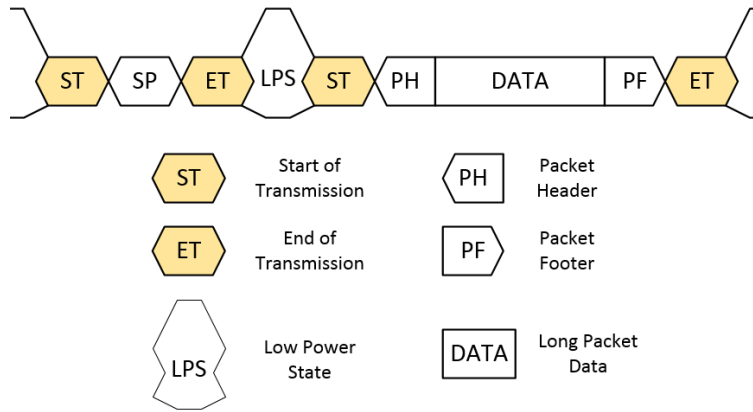 ST SP ET LPS ST PH DATA PF ET
ST Start of Transmission PH Packet Header
ET End of Transmission PF Packet Footer
LPS Low Power State DATA Long Packet Data